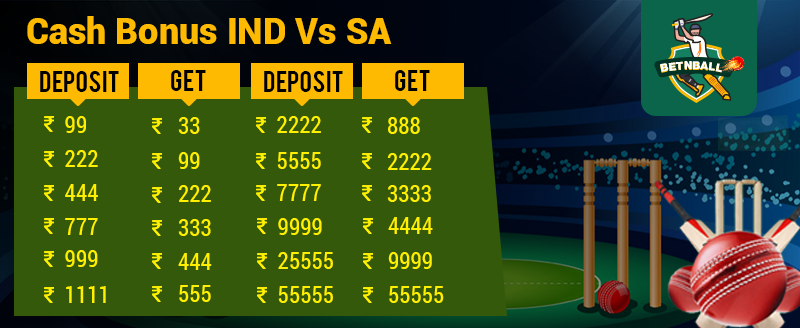 Cash Bonus IND Vs SA
BETNBALL
DEPOSIT GET DEPOSIT GET
₹ 99 ₹ 33 ₹ 2222 ₹ 888
₹ 222 ₹ 99 ₹ 5555 ₹ 2222
₹ 444 ₹ 222 ₹ 7777 ₹ 3333
₹ 777 ₹ 333 ₹ 9999 ₹ 4444
₹ 999 ₹ 444 ₹ 25555 ₹ 9999
₹ 1111 ₹ 555 ₹ 55555 ₹ 55555